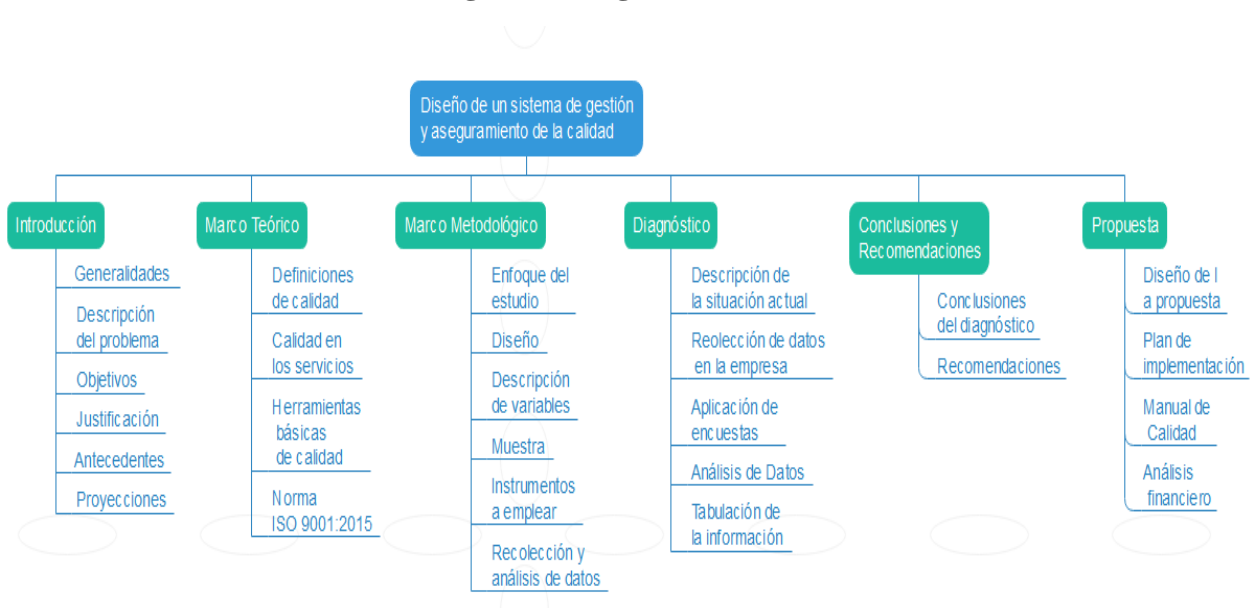 Diseño de un sistema de gestión
y aseguramiento de la calidad
Introducción
Generalidades
Descripción
del problema
Objetivos
Justificación
Antecedentes
Proyecciones
Marco Teórico
Definiciones
de calidad
Calidad en
los servicios
Herramientas
básicas
de calidad
Norma
ISO 9001:2015
Marco Metodológico
Enfoque del
estudio
Diseño
Descripción
de variables
Muestra
Instrumentos
a emplear
Recolección y
análisis de datos
Diagnóstico
Descripción de
la situación actual
Reolección de datos
en la empresa
Aplicación de
encuestas
Análisis de Datos
Tabulación de
la información
Conclusiones y
Recomendaciones
Conclusiones
del diagnóstico
Recomendaciones
Propuesta
Diseño de l
a propuesta
Plan de
implementación
Manual de
Calidad
Análisis
financiero